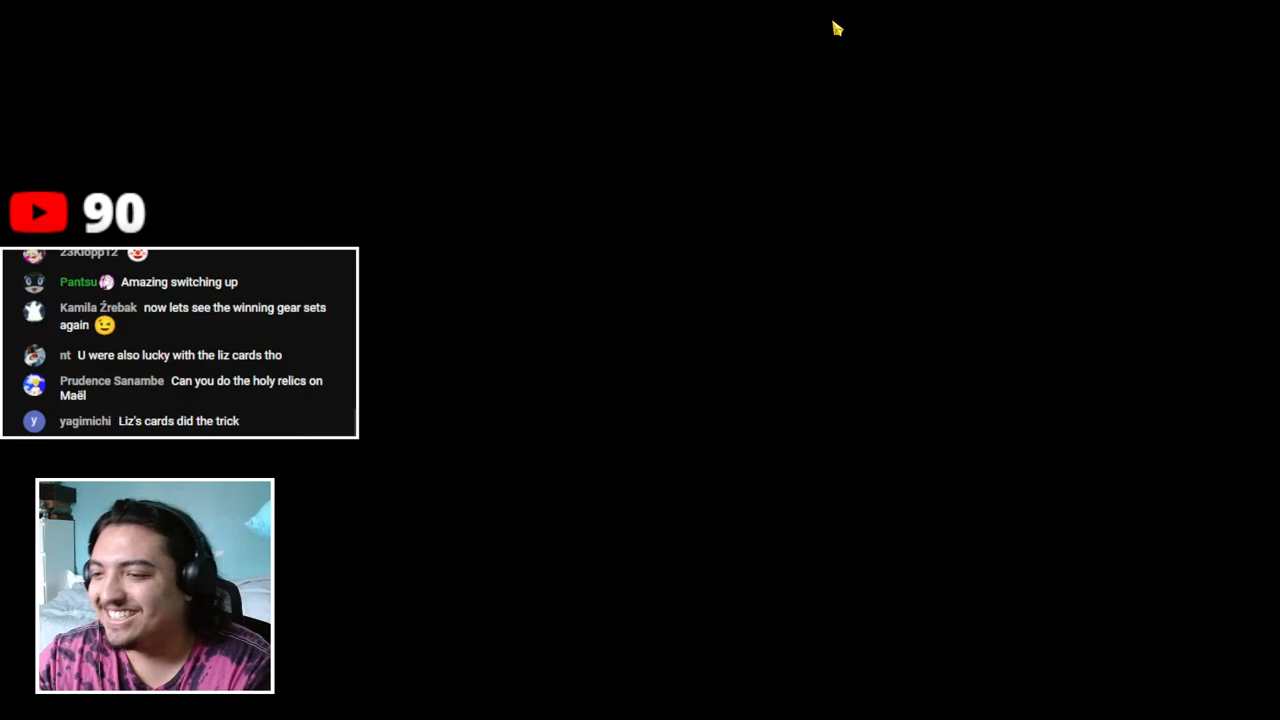 90
23Klopp12
Pantsu Amazing switching up
Kamila Źrebak now lets see the winning gear sets
again
nt U were also lucky with the liz cards tho
Prudence Sanambe Can you do the holy relics on
Maël
y yagimichi Liz's cards did the trick